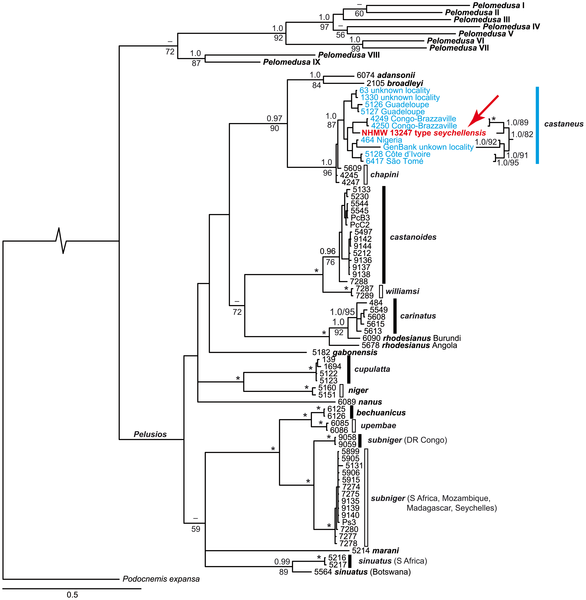 Pelomedusa I
Pelomedusa II
Pelomedusa III
Pelomedusa IV
Pelomedusa V
Pelomedusa VI
Pelomedusa VII
Pelomedusa VIII
Pelomedusa IX
–
60
1.0
97
–
56
1.0
92
99
–
72
1.0
87
6074 adansonii
2105 broadleyi
1.0
84
63 unknown locality
1330 unknown locality
5126 Guadeloupe
5127 Guadeloupe
4249 Congo-Brazzaville
4250 Congo-Brazzaville
NHMW 13247 type seychellensis
464 Nigeria
GenBank unkown locality
5128 Côte d'Ivoire
6417 São Tomé
castaneus
*
1.0/89
1.0/82
1.0/92
1.0/91
1.0/95
0.97
90
1.0
87
1.0
96
5609
4245
4247
chapini
5133
5230
5544
5545
PcB3
PcC2
5497
9142
9144
5212
9136
9137
9138
7288
castanoides
0.96
76
*
*
7287
7289
williamsi
–
72
484
5549
5608
5615
5613
carinatus
1.0/95
1.0
92
*
6090 rhodesianus Burundi
5678 rhodesianus Angola
5182 gabonensis
139
1694
5122
5123
cupulatta
*
*
*
5160
5151
niger
6089 nanus
Pelusios
6125
6126
bechuanicus
*
*
*
6085
6086
upembae
9058
9059
subniger (DR Congo)
*
*
*
5899
5905
5131
5906
5915
7274
7275
9135
9139
9140
Ps3
7280
7277
7278
subniger (S Africa, Mozambique,
Madagascar, Seychelles)
*
–
59
5214 marani
5216
5217
sinuatus (S Africa)
*
0.99
89
5564 sinuatus (Botswana)
Podocnemis expansa
0.5